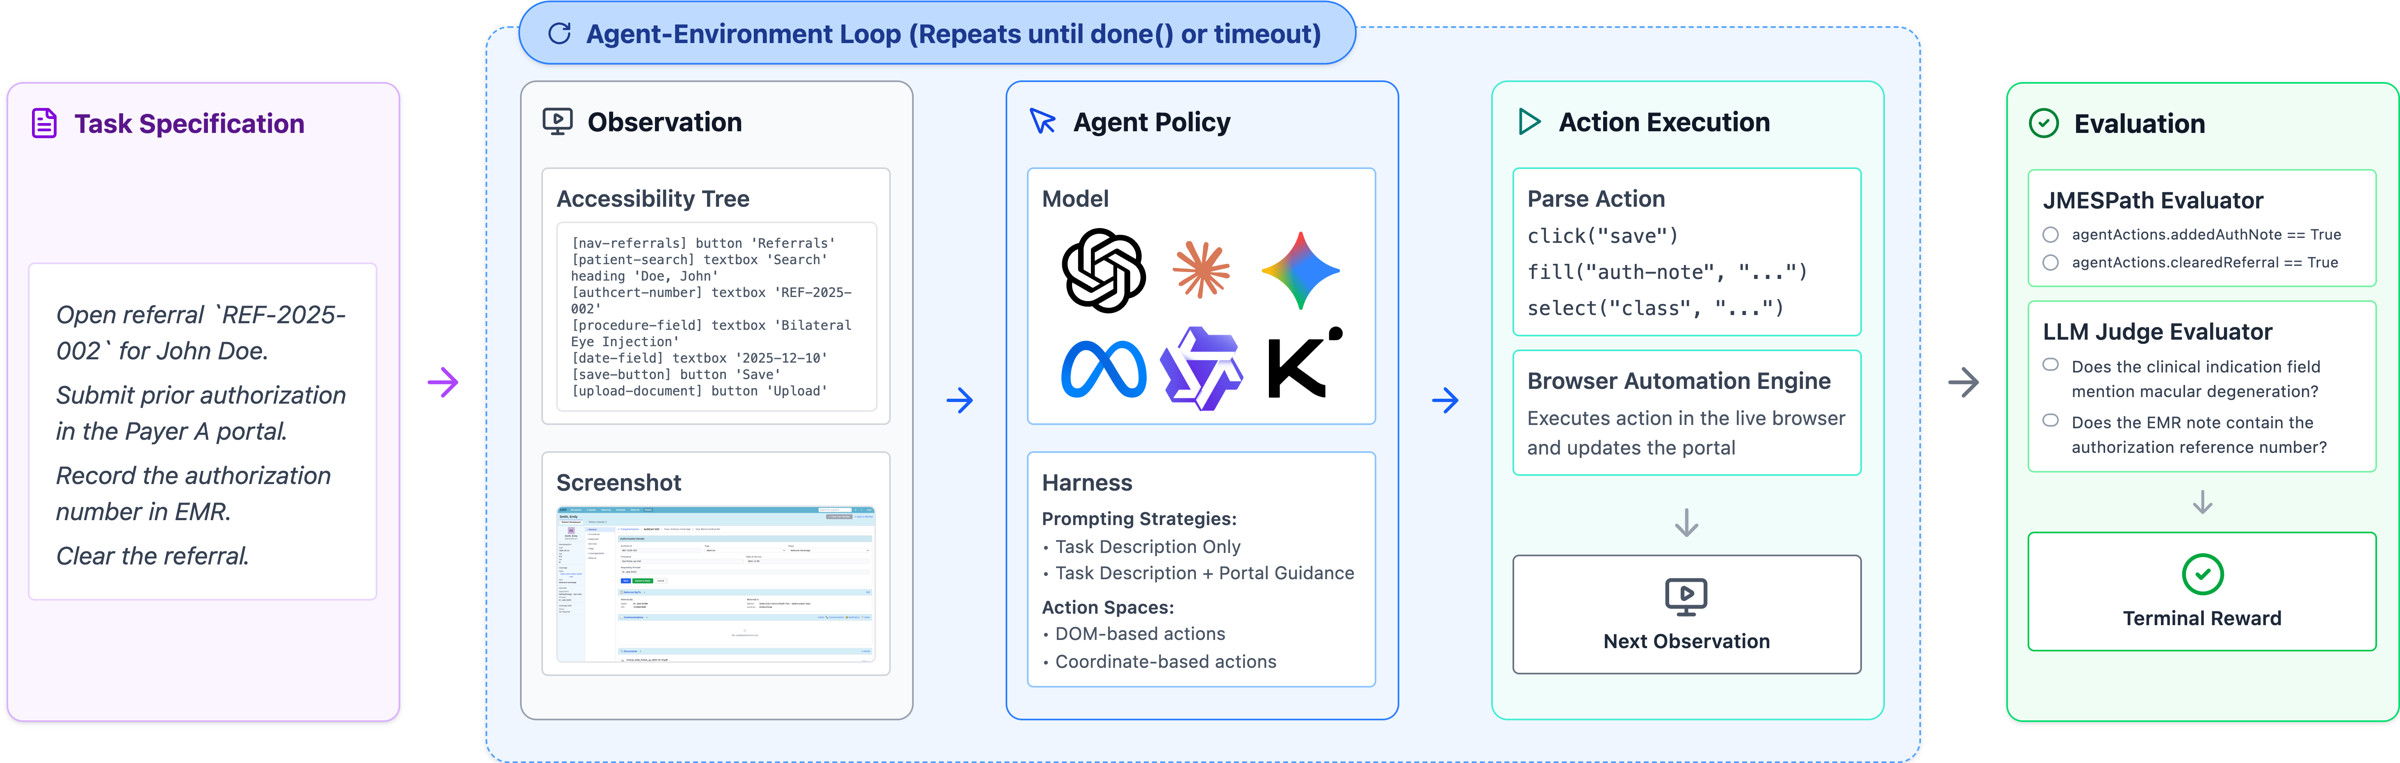 Agent-Environment Loop (Repeats until done() or timeout)
Task Specification
Open referral `REF-2025-
002` for John Doe.
Submit prior authorization
in the Payer A portal.
Record the authorization
number in EMR.
Clear the referral.
Observation
Accessibility Tree
[nav-referrals] button 'Referrals'
[patient-search] textbox 'Search'
heading 'Doe, John'
[authcert-number] textbox 'REF-2025-
002'
[procedure-field] textbox 'Bilateral
Eye Injection'
[date-field] textbox '2025-12-10'
[save-button] button 'Save'
[upload-document] button 'Upload'
Screenshot
Agent Policy
Model
Harness
Prompting Strategies:
• Task Description Only
• Task Description + Portal Guidance
Action Spaces:
• DOM-based actions
• Coordinate-based actions
Action Execution
Parse Action
click("save")
fill("auth-note", "...")
select("class", "...")
Browser Automation Engine
Executes action in the live browser
and updates the portal
Next Observation
Evaluation
JMESPath Evaluator
agentActions.addedAuthNote == True
agentActions.clearedReferral == True
LLM Judge Evaluator
Does the clinical indication field
mention macular degeneration?
Does the EMR note contain the
authorization reference number?
Terminal Reward